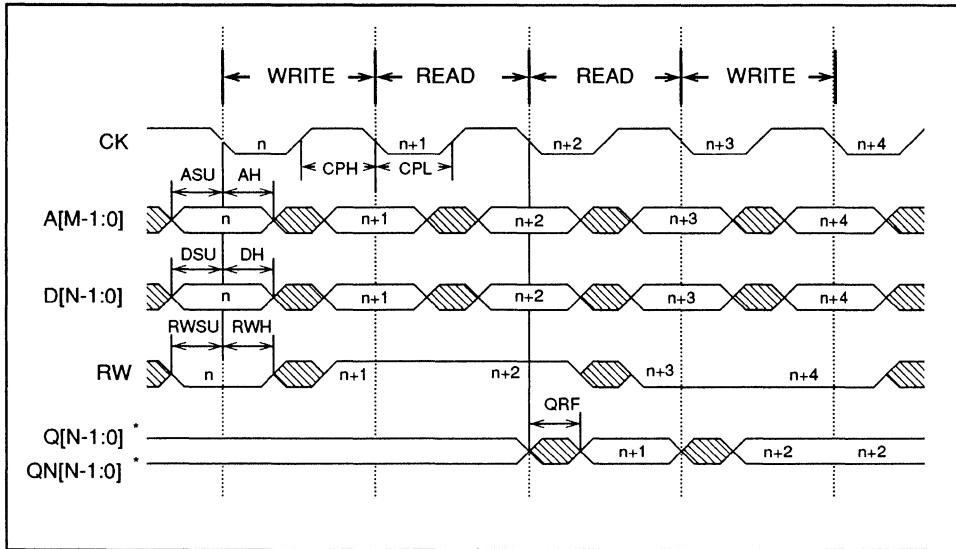 WRITE READ READ WRITE
CK n n+1 n+2 n+3 n+4
CPH CPL
ASU AH
A[M-1:0] n n+1 n+2 n+3 n+4
DSU DH
D[N-1:0] n n+1 n+2 n+3 n+4
RWSU RWH
RW n n+1 n+2 n+3 n+4
QRF
Q[N-1:0] *
n+1 n+2 n+2
QN[N-1:0] *